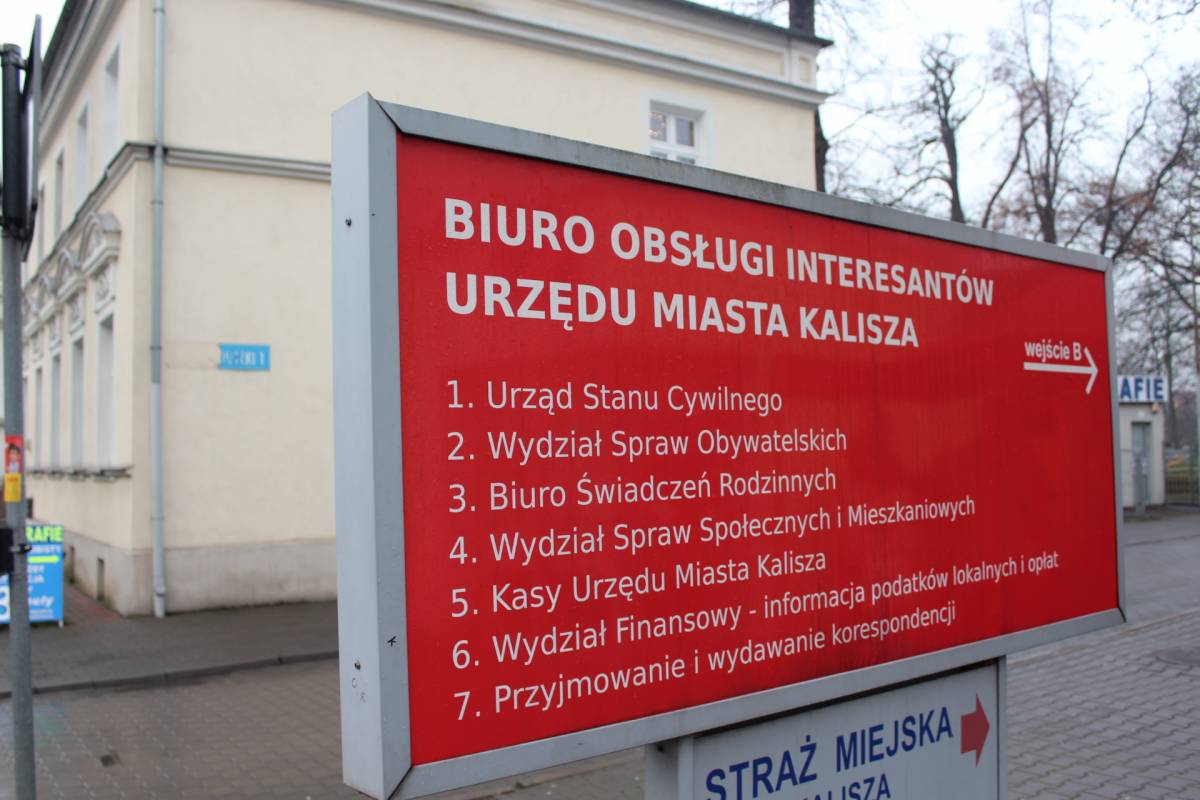 BIURO OBSŁUGI INTERESANTÓW
URZĘDU MIASTA KALISZA
wejście B
1. Urząd Stanu Cywilnego
2. Wydział Spraw Obywatelskich
3. Biuro Świadczeń Rodzinnych
4. Wydział Spraw Społecznych i Mieszkaniowych
5. Kasy Urzędu Miasta Kalisza
6. Wydział Finansowy - informacja podatków lokalnych i opłat
7. Przyjmowanie i wydawanie korespondencji
STRAŻ MIEJSKA
KALISZA
AFIE
RAFIE